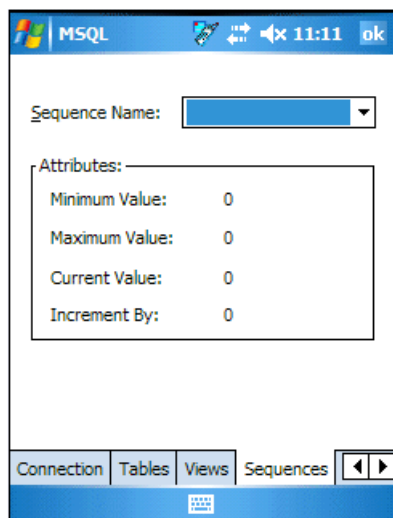 MSQL 11:11 ok
Sequence Name:
Attributes:
Minimum Value: 0
Maximum Value: 0
Current Value: 0
Increment By: 0
Connection Tables Views Sequences